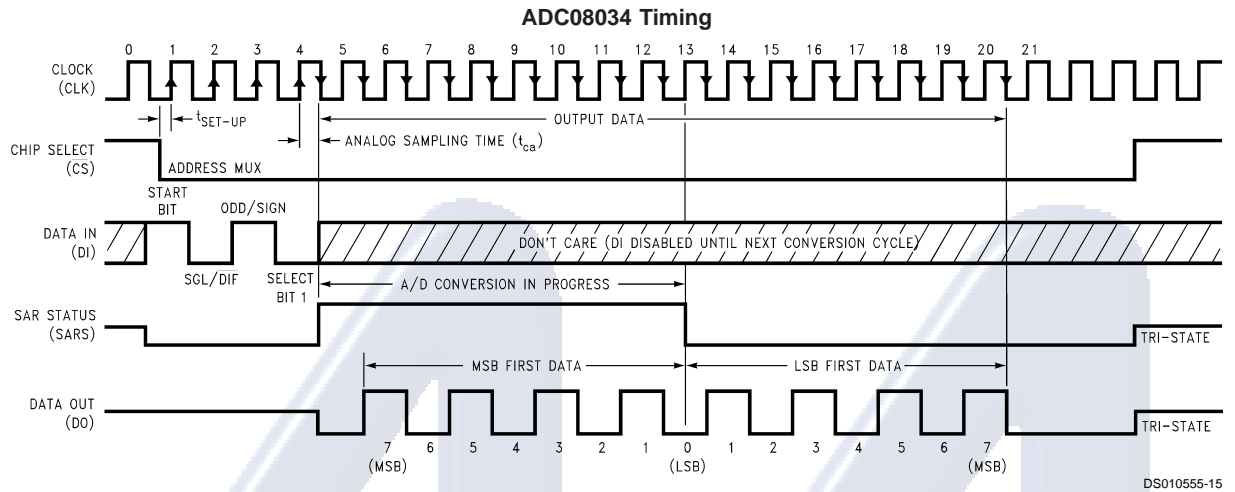 ADC08034 Timing
0 1 2 3 4 5 6 7 8 9 10 11 12 13 14 15 16 17 18 19 20 21
CLOCK
(CLK)
tSET-UP
OUTPUT DATA
ANALOG SAMPLING TIME (tca)
CHIP SELECT
(C̅S̅)
ADDRESS MUX
START
BIT
ODD/SIGN
DATA IN
(DI)
DON'T CARE (DI DISABLED UNTIL NEXT CONVERSION CYCLE)
SGL/D̅I̅F̅
SELECT
BIT 1
A/D CONVERSION IN PROGRESS
SAR STATUS
(SARS)
TRI-STATE
MSB FIRST DATA
LSB FIRST DATA
DATA OUT
(DO)
TRI-STATE
7 6 5 4 3 2 1 0 1 2 3 4 5 6 7
(MSB) (LSB) (MSB)
DS010555-15